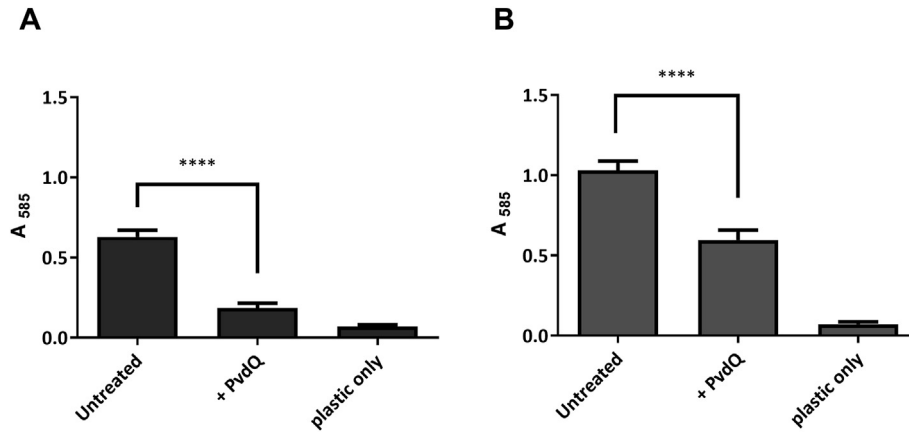 A
1.5
1.0
0.5
0.0
A 585
****
Untreated
+ PvdQ
plastic only
B
1.5
1.0
0.5
0.0
A 585
****
Untreated
+ PvdQ
plastic only